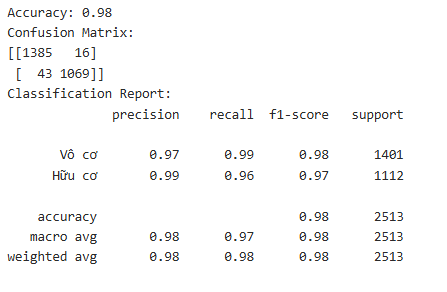 Accuracy: 0.98
Confusion Matrix:
[[1385   16]
 [  43 1069]]
Classification Report:
              precision    recall  f1-score   support

       Vô cơ       0.97      0.99      0.98      1401
      Hữu cơ       0.99      0.96      0.97      1112

    accuracy                           0.98      2513
   macro avg       0.98      0.97      0.98      2513
weighted avg       0.98      0.98      0.98      2513